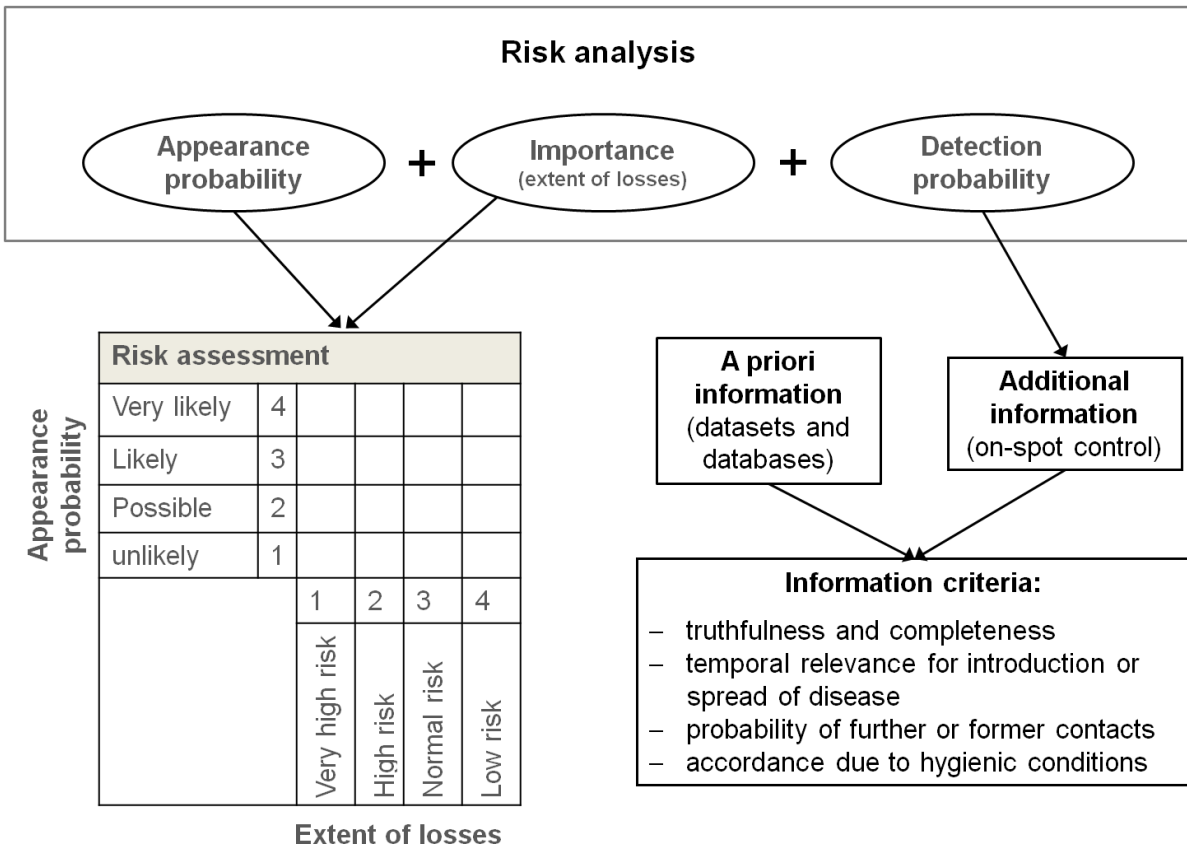 Risk analysis
Appearance
probability
+
Importance
(extent of losses)
+
Detection
probability
Risk assessment
Appearance
probability
Very likely 4
Likely 3
Possible 2
unlikely 1
1 2 3 4
Very high risk
High risk
Normal risk
Low risk
Extent of losses
A priori
information
(datasets and
databases)
Additional
information
(on-spot control)
Information criteria:
– truthfulness and completeness
– temporal relevance for introduction or
spread of disease
– probability of further or former contacts
– accordance due to hygienic conditions